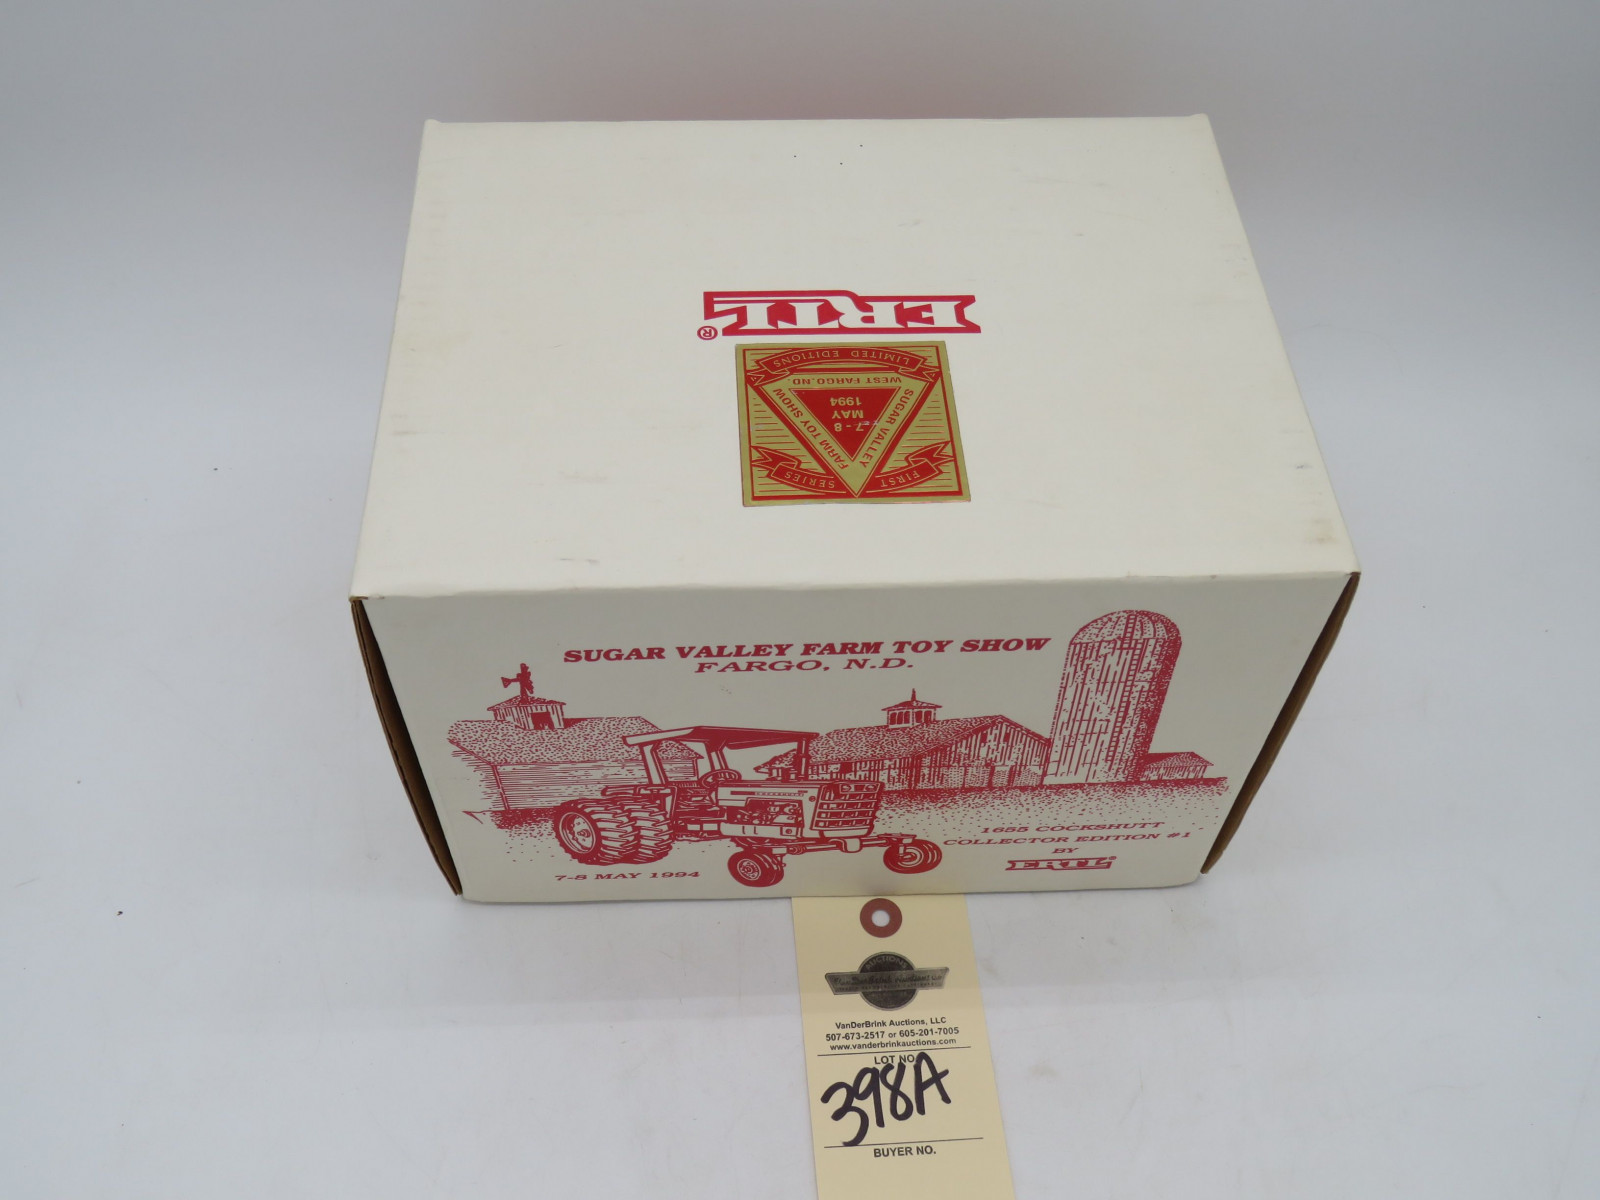 ERTL®
LIMITED EDITIONS
WEST FARGO, ND.
SUGAR VALLEY
FARM TOY SHOW
7-8
MAY
1994
FIRST
SERIES
SUGAR VALLEY FARM TOY SHOW
FARGO, N.D.
1655 COCKSHUTT
COLLECTOR EDITION #1
BY
ERTL®
7-8 MAY 1994
AUCTIONS
VanDerBrink Auctions, LLC
507-673-2517 or 605-201-7005
www.vanderbrinkauctions.com
LOT NO.
398A
BUYER NO.